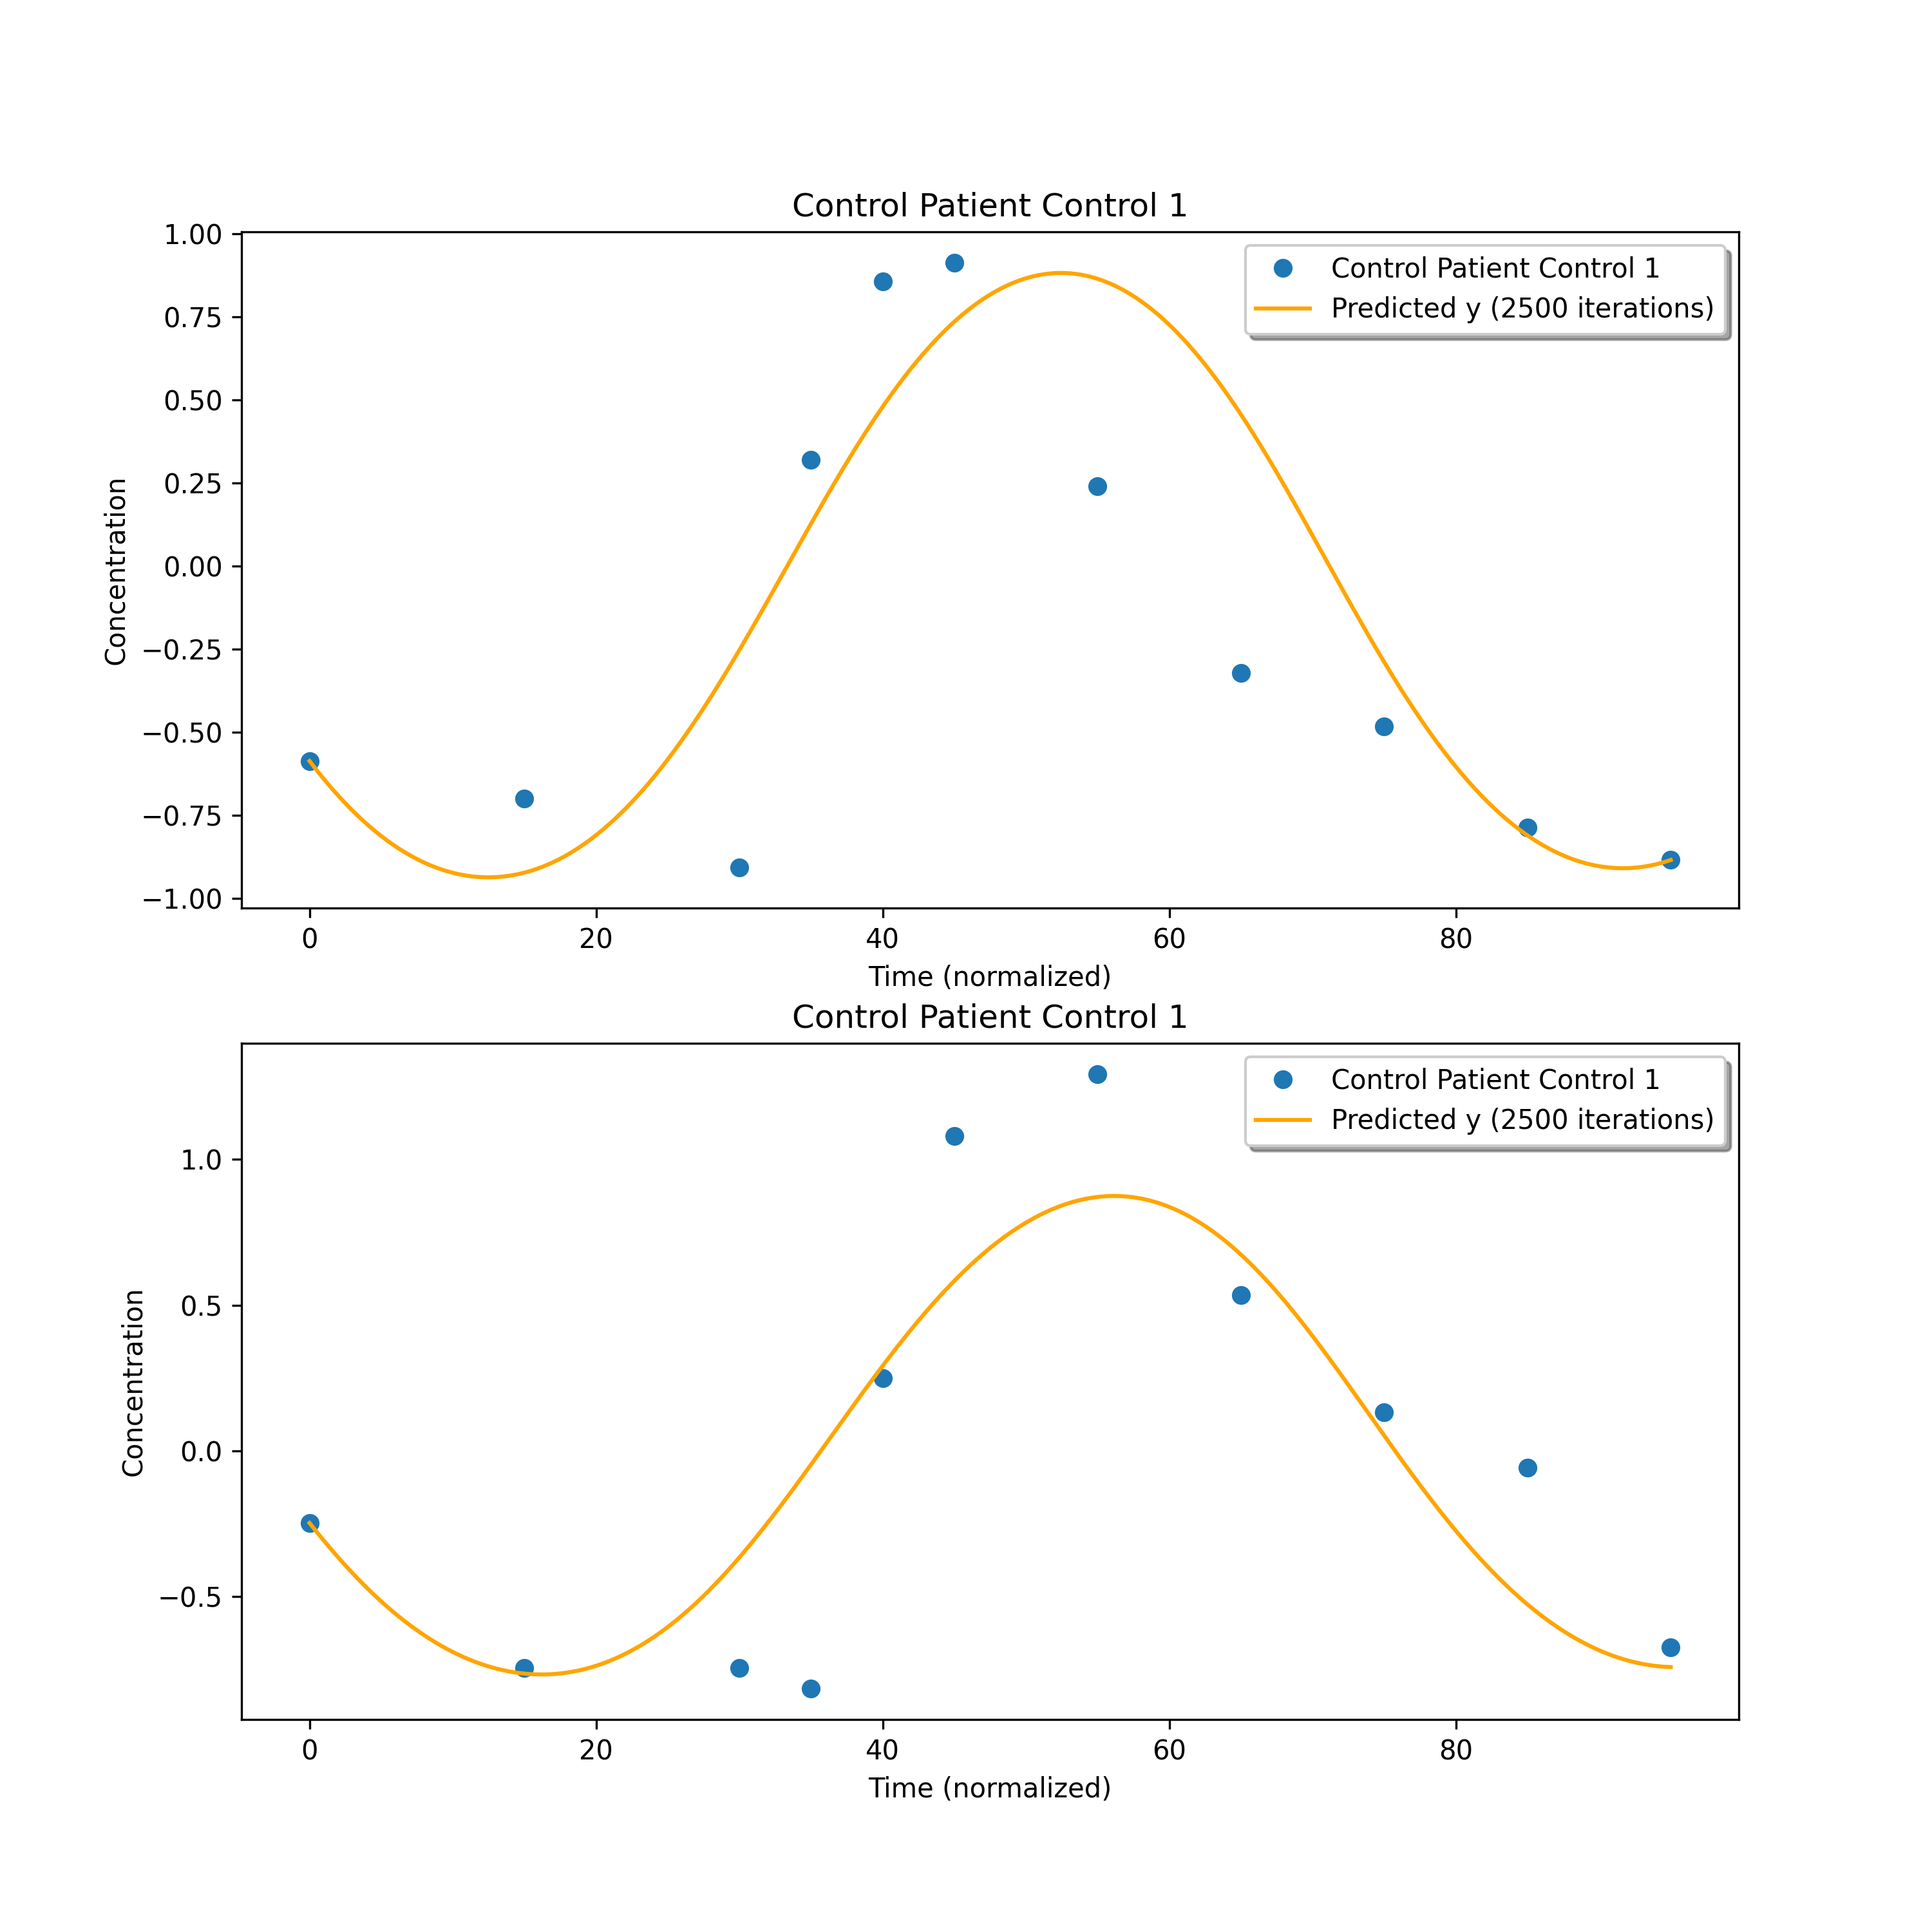 Control Patient Control 1
1.00
0.75
0.50
0.25
0.00
−0.25
−0.50
−0.75
−1.00
Concentration
Control Patient Control 1
Predicted y (2500 iterations)
0 20 40 60 80
Time (normalized)
Control Patient Control 1
1.0
0.5
0.0
−0.5
Concentration
Control Patient Control 1
Predicted y (2500 iterations)
0 20 40 60 80
Time (normalized)